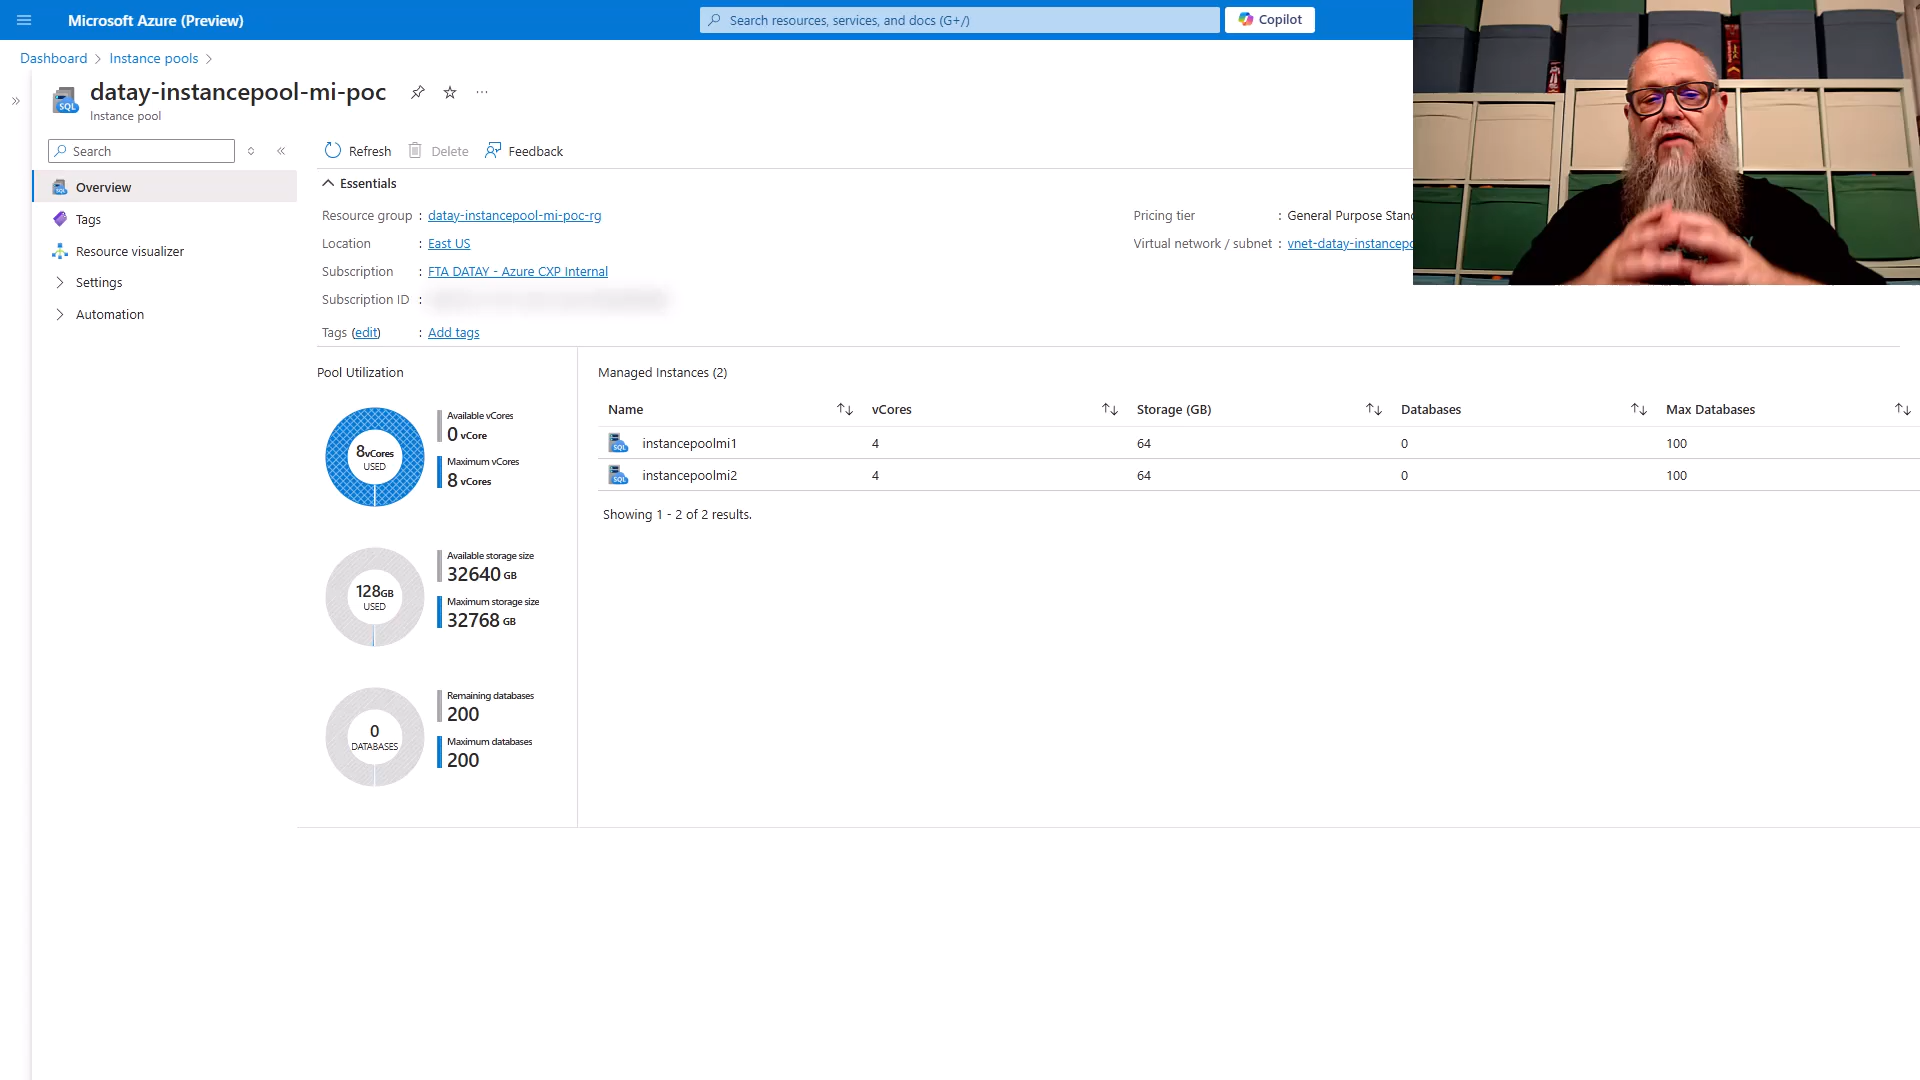 Microsoft Azure (Preview)
Search resources, services, and docs (G+/)
Copilot
Dashboard
Instance pools
datay-instancepool-mi-poc
Instance pool
Search
Refresh
Delete
Feedback
Overview
Tags
Resource visualizer
Settings
Automation
Essentials
Resource group : datay-instancepool-mi-poc-rg
Location : East US
Subscription : FTA DATAY - Azure CXP Internal
Subscription ID :
Tags (edit) : Add tags
Pricing tier : General Purpose Stand
Virtual network / subnet : vnet-datay-instancepo
Pool Utilization
8vCores
USED
Available vCores
0 vCore
Maximum vCores
8 vCores
128GB
USED
Available storage size
32640 GB
Maximum storage size
32768 GB
0
DATABASES
Remaining databases
200
Maximum databases
200
Managed Instances (2)
Name vCores Storage (GB) Databases Max Databases
SQL instancepoolmi1 4 64 0 100
SQL instancepoolmi2 4 64 0 100
Showing 1 - 2 of 2 results.